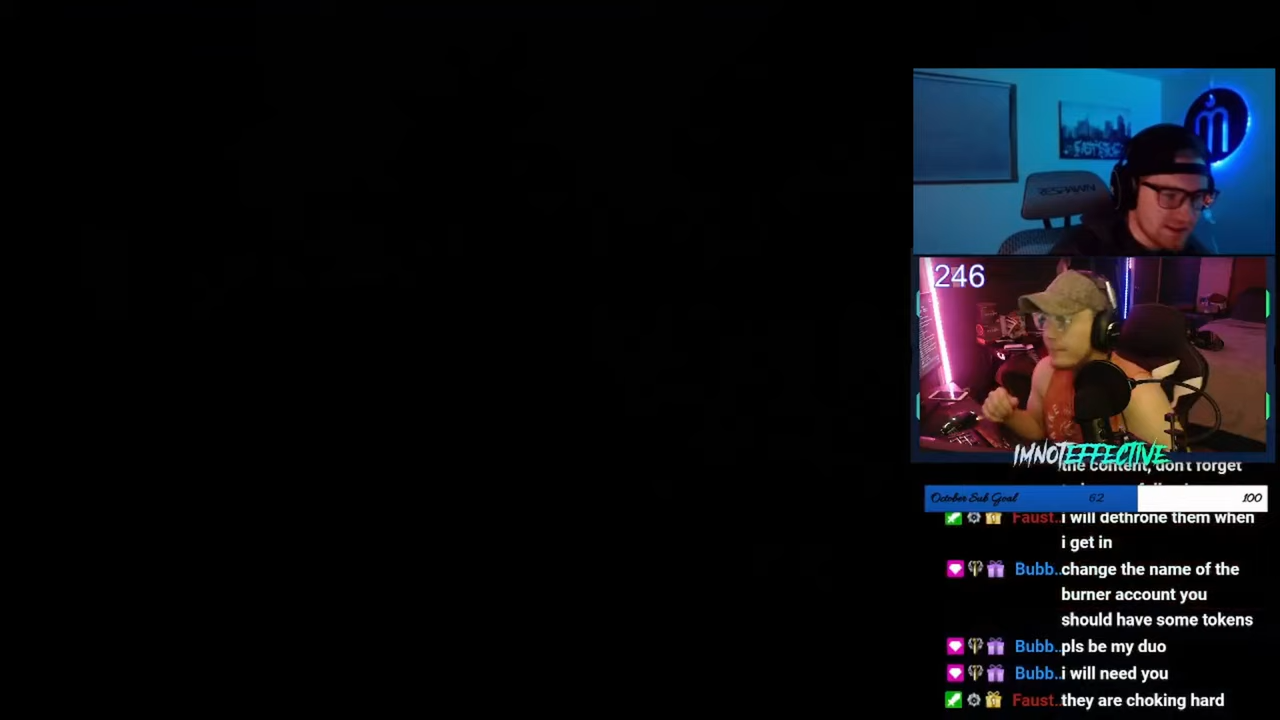 RESPAWN
246
IMNOTEFFECTIVE
the content, don't forget
October Sub Goal 62 100
Faust.. i will dethrone them when
i get in
Bubb.. change the name of the
burner account you
should have some tokens
Bubb.. pls be my duo
Bubb.. i will need you
Faust.. they are choking hard